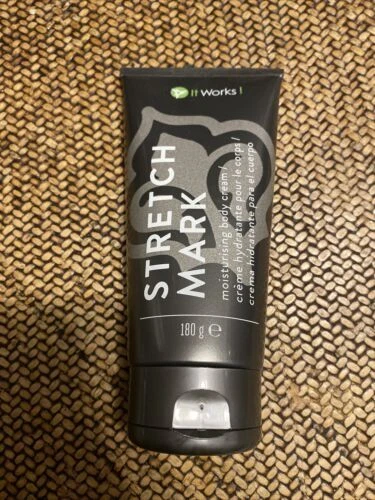 It Works!
STRETCH
MARK
moisturising body cream /
crème hydratante pour le corps /
crema hidratante para el cuerpo
180 g e